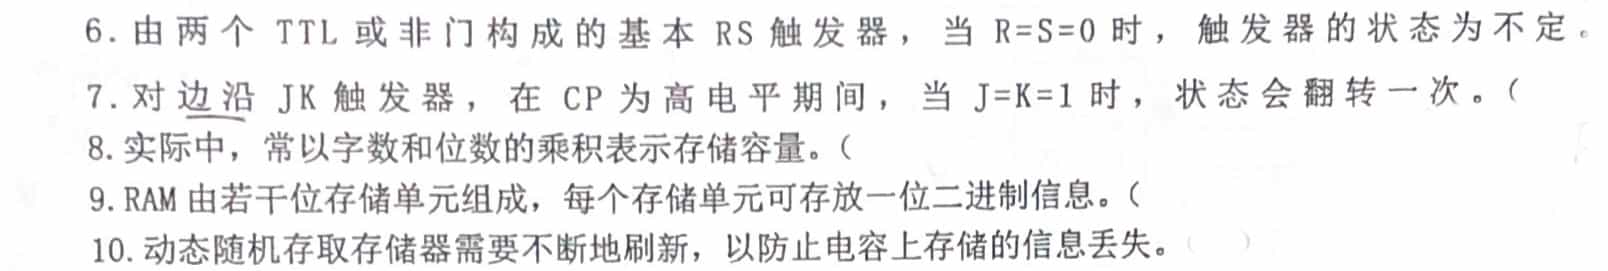 6.由两个 TTL 或非门构成的基本 RS 触发器，当 R=S=0 时，触发器的状态为不定。
7.对边沿 JK 触发器，在 CP 为高电平期间，当 J=K=1 时，状态会翻转一次。(
8.实际中，常以字数和位数的乘积表示存储容量。(
9.RAM 由若干位存储单元组成，每个存储单元可存放一位二进制信息。(
10.动态随机存取存储器需要不断地刷新，以防止电容上存储的信息丢失。( )